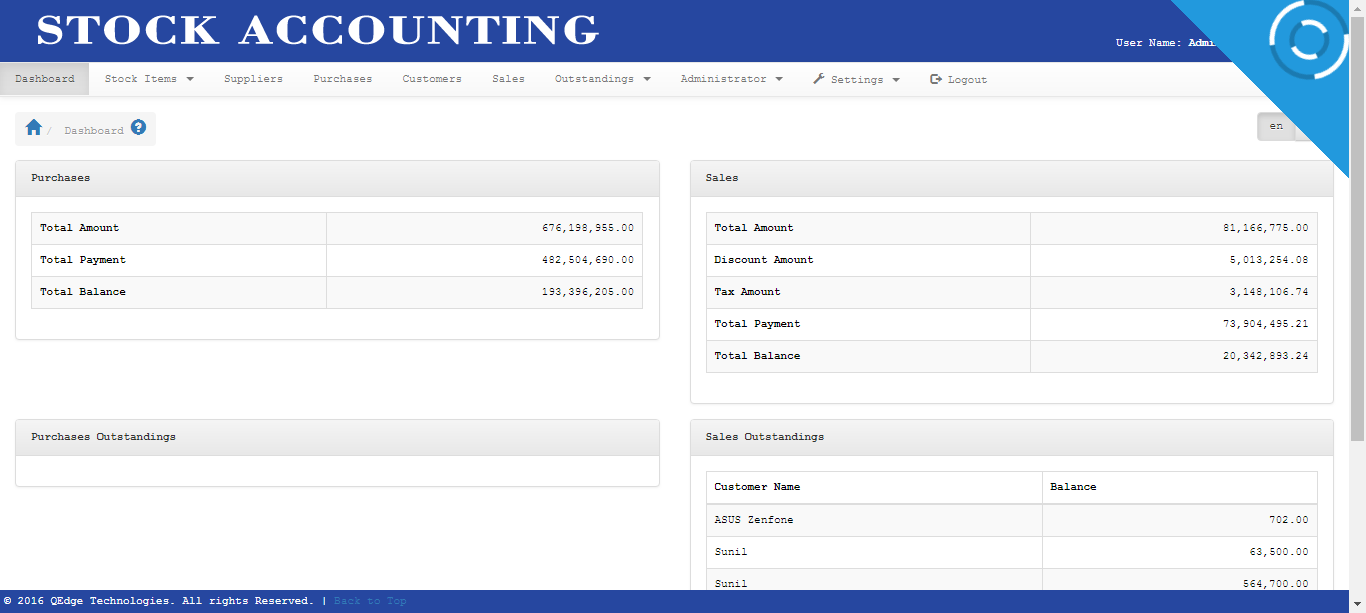 STOCK ACCOUNTING
User Name:
Dashboard Stock Items Suppliers Purchases Customers Sales Outstandings Administrator Settings Logout
/ Dashboard
en
Purchases
Total Amount 676,198,955.00
Total Payment 482,504,690.00
Total Balance 193,396,205.00
Sales
Total Amount 81,166,775.00
Discount Amount 5,013,254.08
Tax Amount 3,148,106.74
Total Payment 73,904,495.21
Total Balance 20,342,893.24
Purchases Outstandings
Sales Outstandings
Customer Name Balance
ASUS Zenfone 702.00
Sunil 63,500.00
Sunil 564,700.00
© 2016 QEdge Technologies. All rights Reserved. | Back to Top